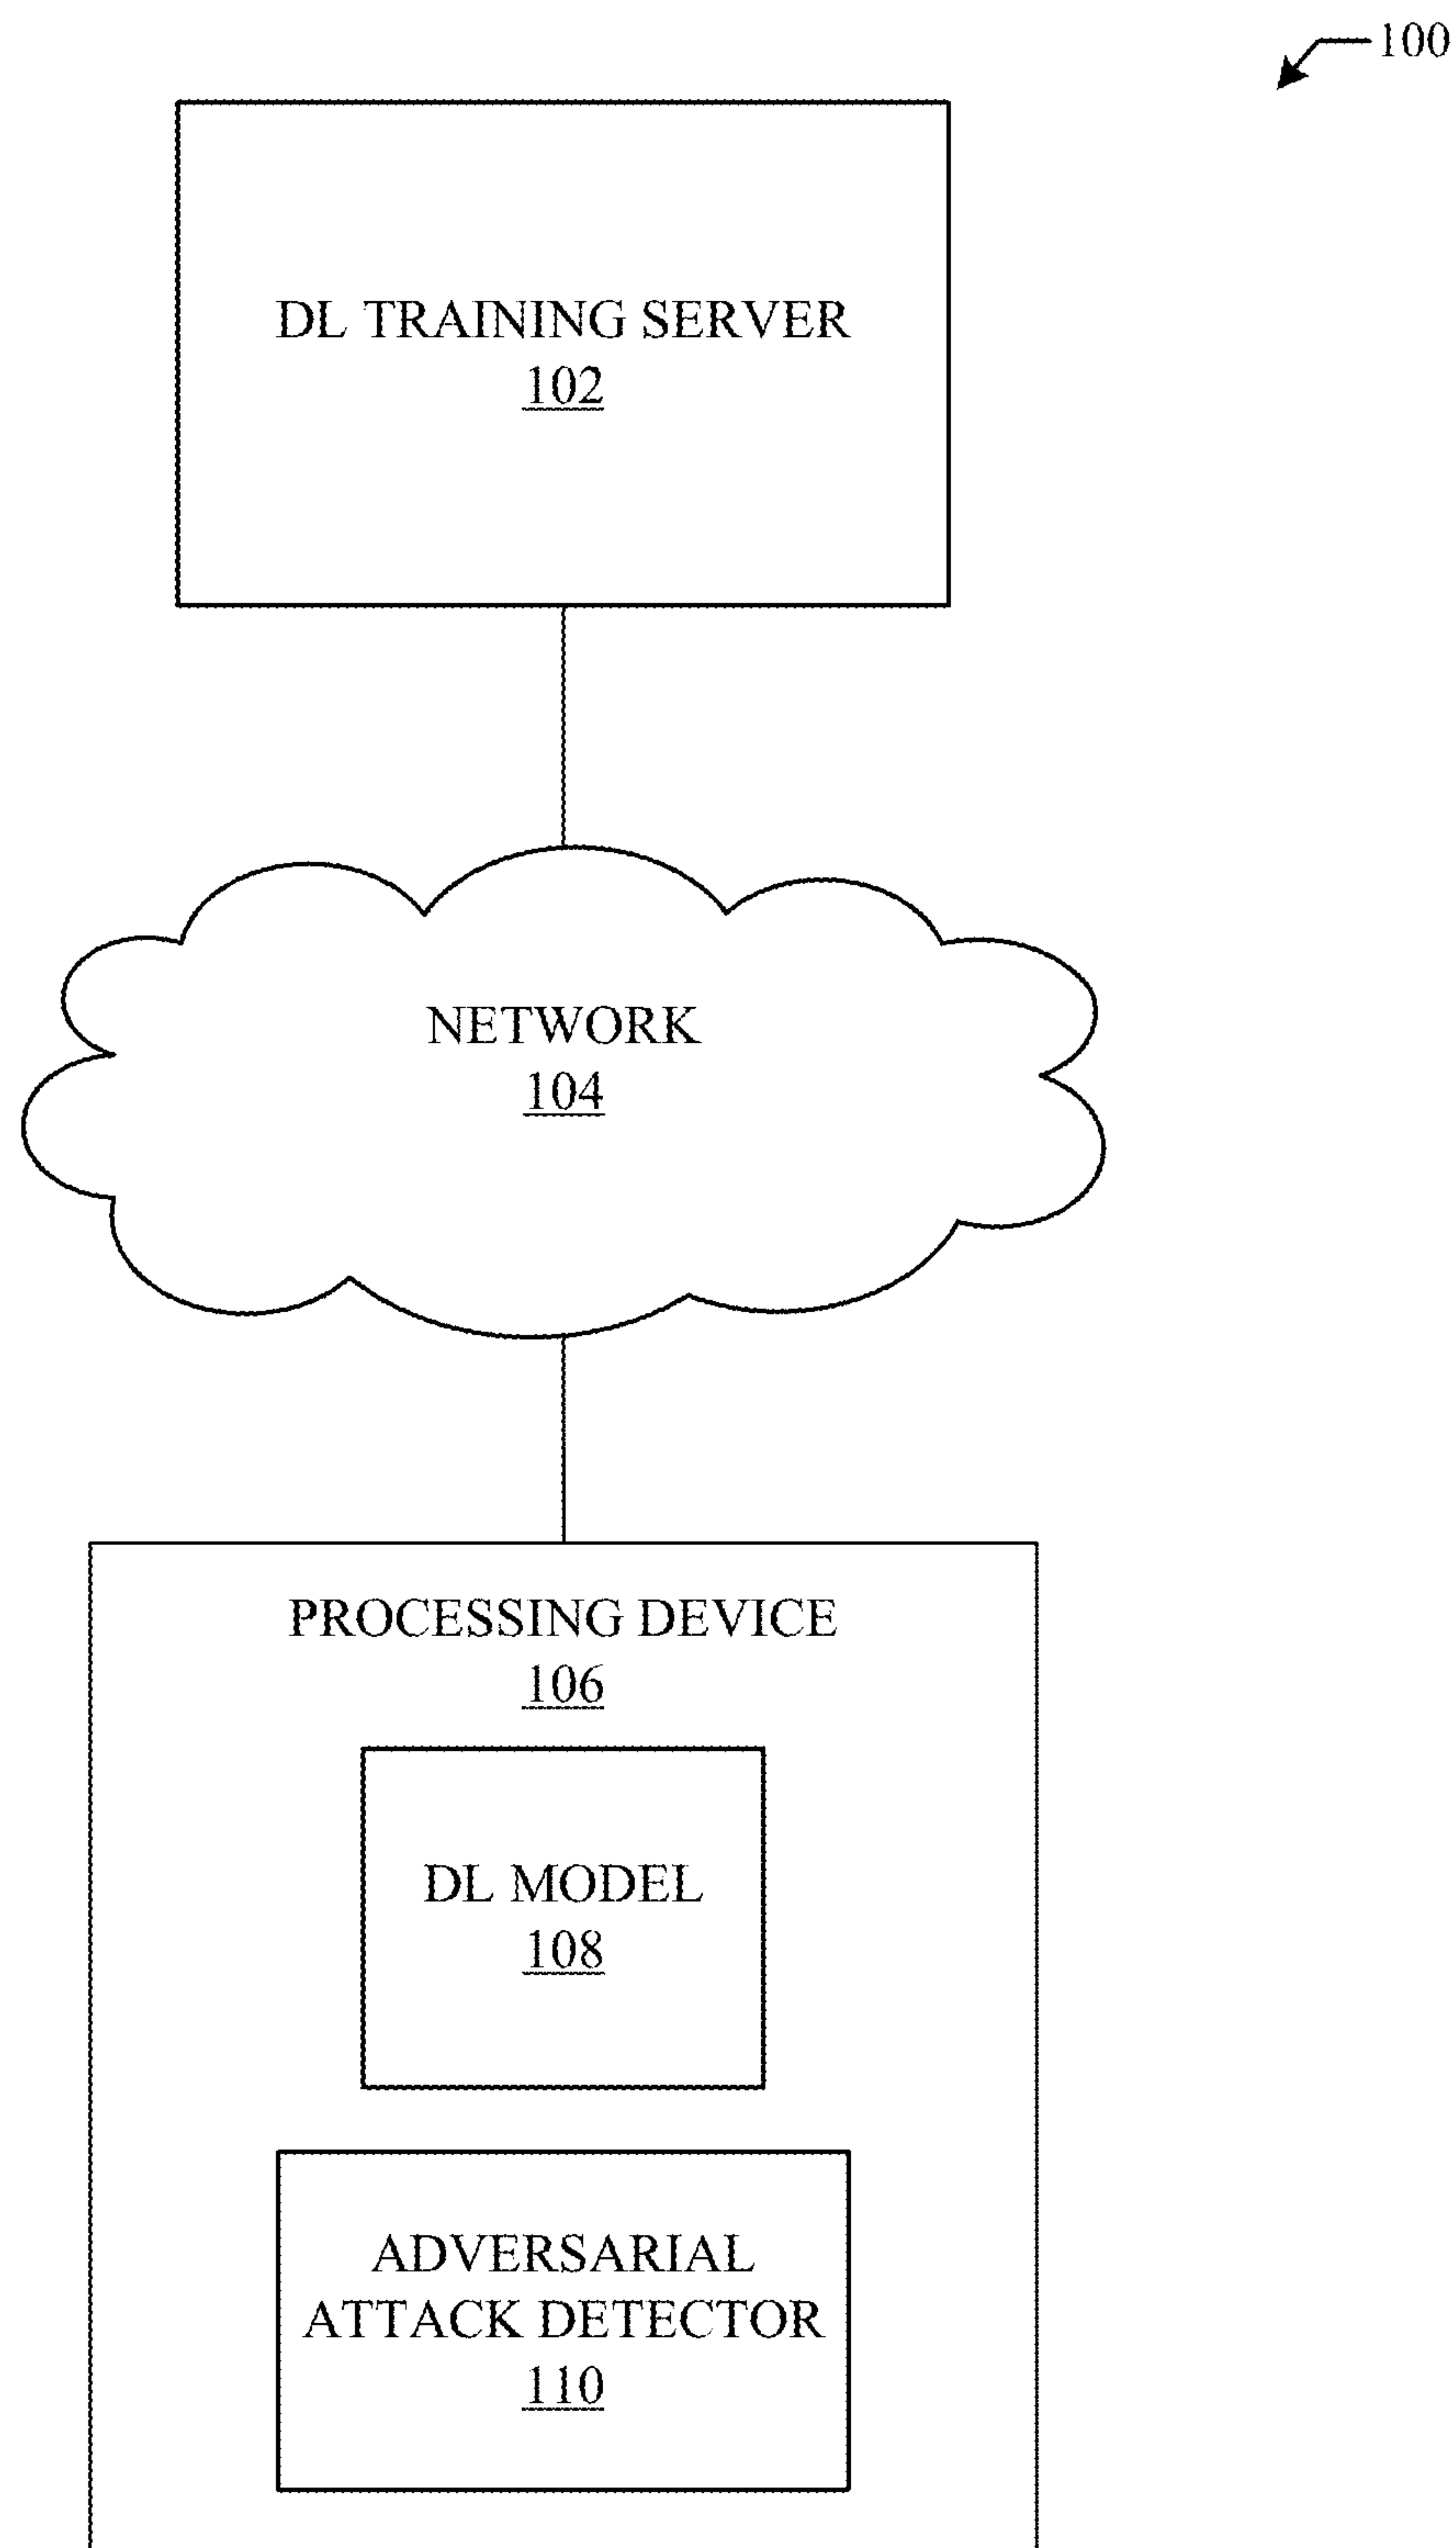 100
DL TRAINING SERVER
102
NETWORK
104
PROCESSING DEVICE
106
DL MODEL
108
ADVERSARIAL
ATTACK DETECTOR
110